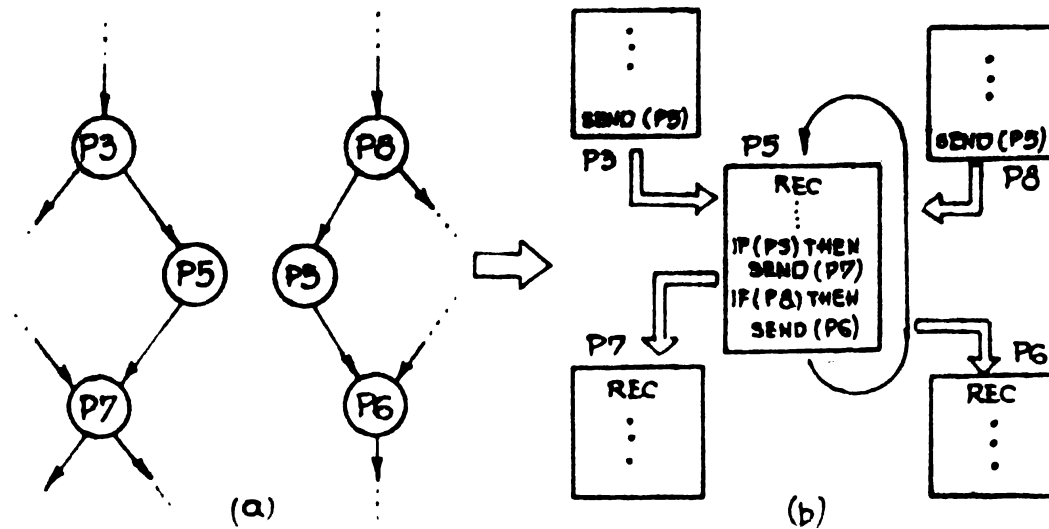 P3
P8
P5
P5
P7
P6
(a)
SEND (P5)
P3
SEND (P5)
P8
P5
REC
IF (P3) THEN
SEND (P7)
IF (P8) THEN
SEND (P6)
P7
REC
P6
REC
(b)